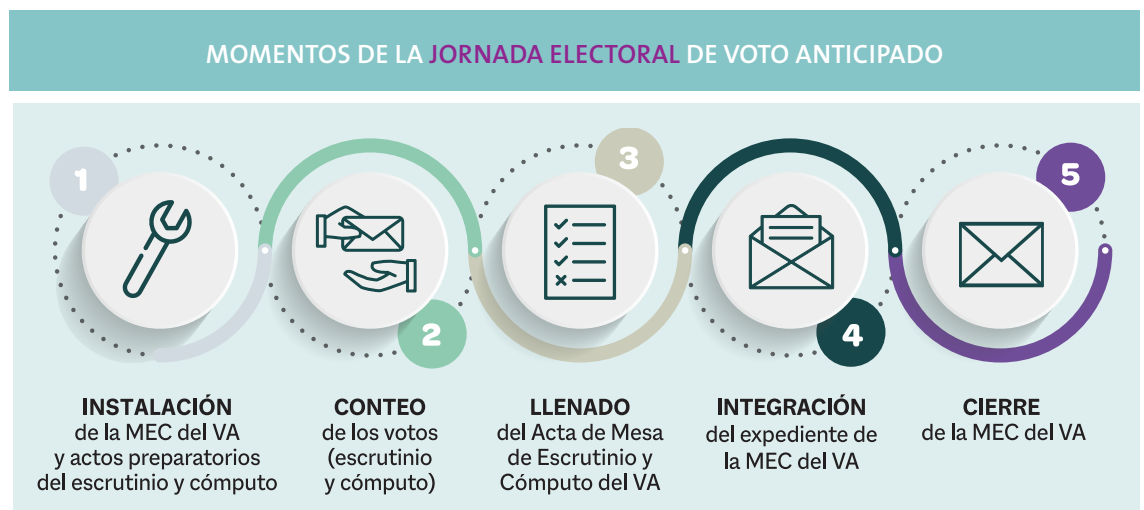 MOMENTOS DE LA JORNADA ELECTORAL DE VOTO ANTICIPADO
1
INSTALACIÓN
de la MEC del VA
y actos preparatorios
del escrutinio y cómputo
2
CONTEO
de los votos
(escrutinio
y cómputo)
3
LLENADO
del Acta de Mesa
de Escrutinio y
Cómputo del VA
4
INTEGRACIÓN
del expediente de
la MEC del VA
5
CIERRE
de la MEC del VA